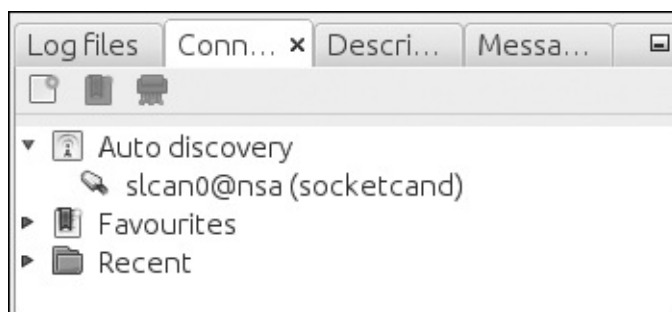 Log files Conn... × Descri... Messa...
Auto discovery
slcan0@nsa (socketcand)
Favourites
Recent